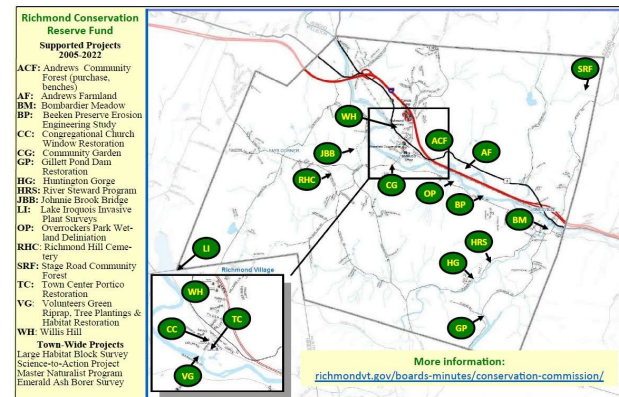 Richmond Conservation
Reserve Fund
Supported Projects
2005-2022
ACF: Andrews Community
Forest (purchase,
benches)
AF: Andrews Farmland
BM: Bombardier Meadow
BP: Beeken Preserve Erosion
Engineering Study
CC: Congregational Church
Window Restoration
CG: Community Garden
GP: Gillett Pond Dam
Restoration
HG: Huntington Gorge
HRS: River Steward Program
JBB: Johnnie Brook Bridge
LI: Lake Iroquois Invasive
Plant Surveys
OP: Overrockers Park Wet-
land Deliniation
RHC: Richmond Hill Ceme-
tery
SRF: Stage Road Community
Forest
TC: Town Center Portico
Restoration
VG: Volunteers Green
Riprap, Tree Plantings &
Habitat Restoration
WH: Willis Hill
Town-Wide Projects
Large Habitat Block Survey
Science-to-Action Project
Master Naturalist Program
Emerald Ash Borer Survey
SRF
WH
ACF
JBB
AF
RHC
CG
OP
BP
BM
HRS
LI
HG
GP
Richmond Village
WH
TC
CC
VG
More information:
richmondvt.gov/boards-minutes/conservation-commission/